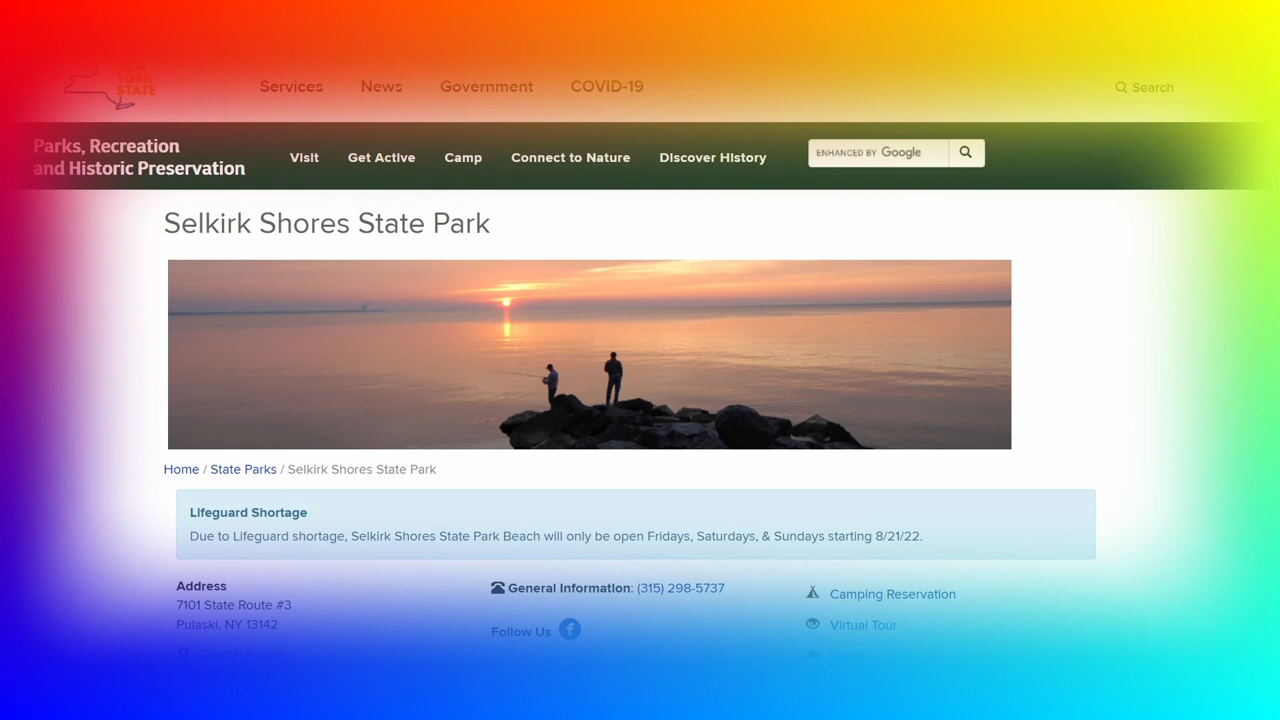 YORK
STATE
Services News Government COVID-19 Search
Parks, Recreation
and Historic Preservation
Visit Get Active Camp Connect to Nature Discover History ENHANCED BY Google
Selkirk Shores State Park
Home / State Parks / Selkirk Shores State Park
Lifeguard Shortage
Due to Lifeguard shortage, Selkirk Shores State Park Beach will only be open Fridays, Saturdays, & Sundays starting 8/21/22.
Address
7101 State Route #3
Pulaski, NY 13142
General Information: (315) 298-5737
Follow Us
Camping Reservation
Virtual Tour